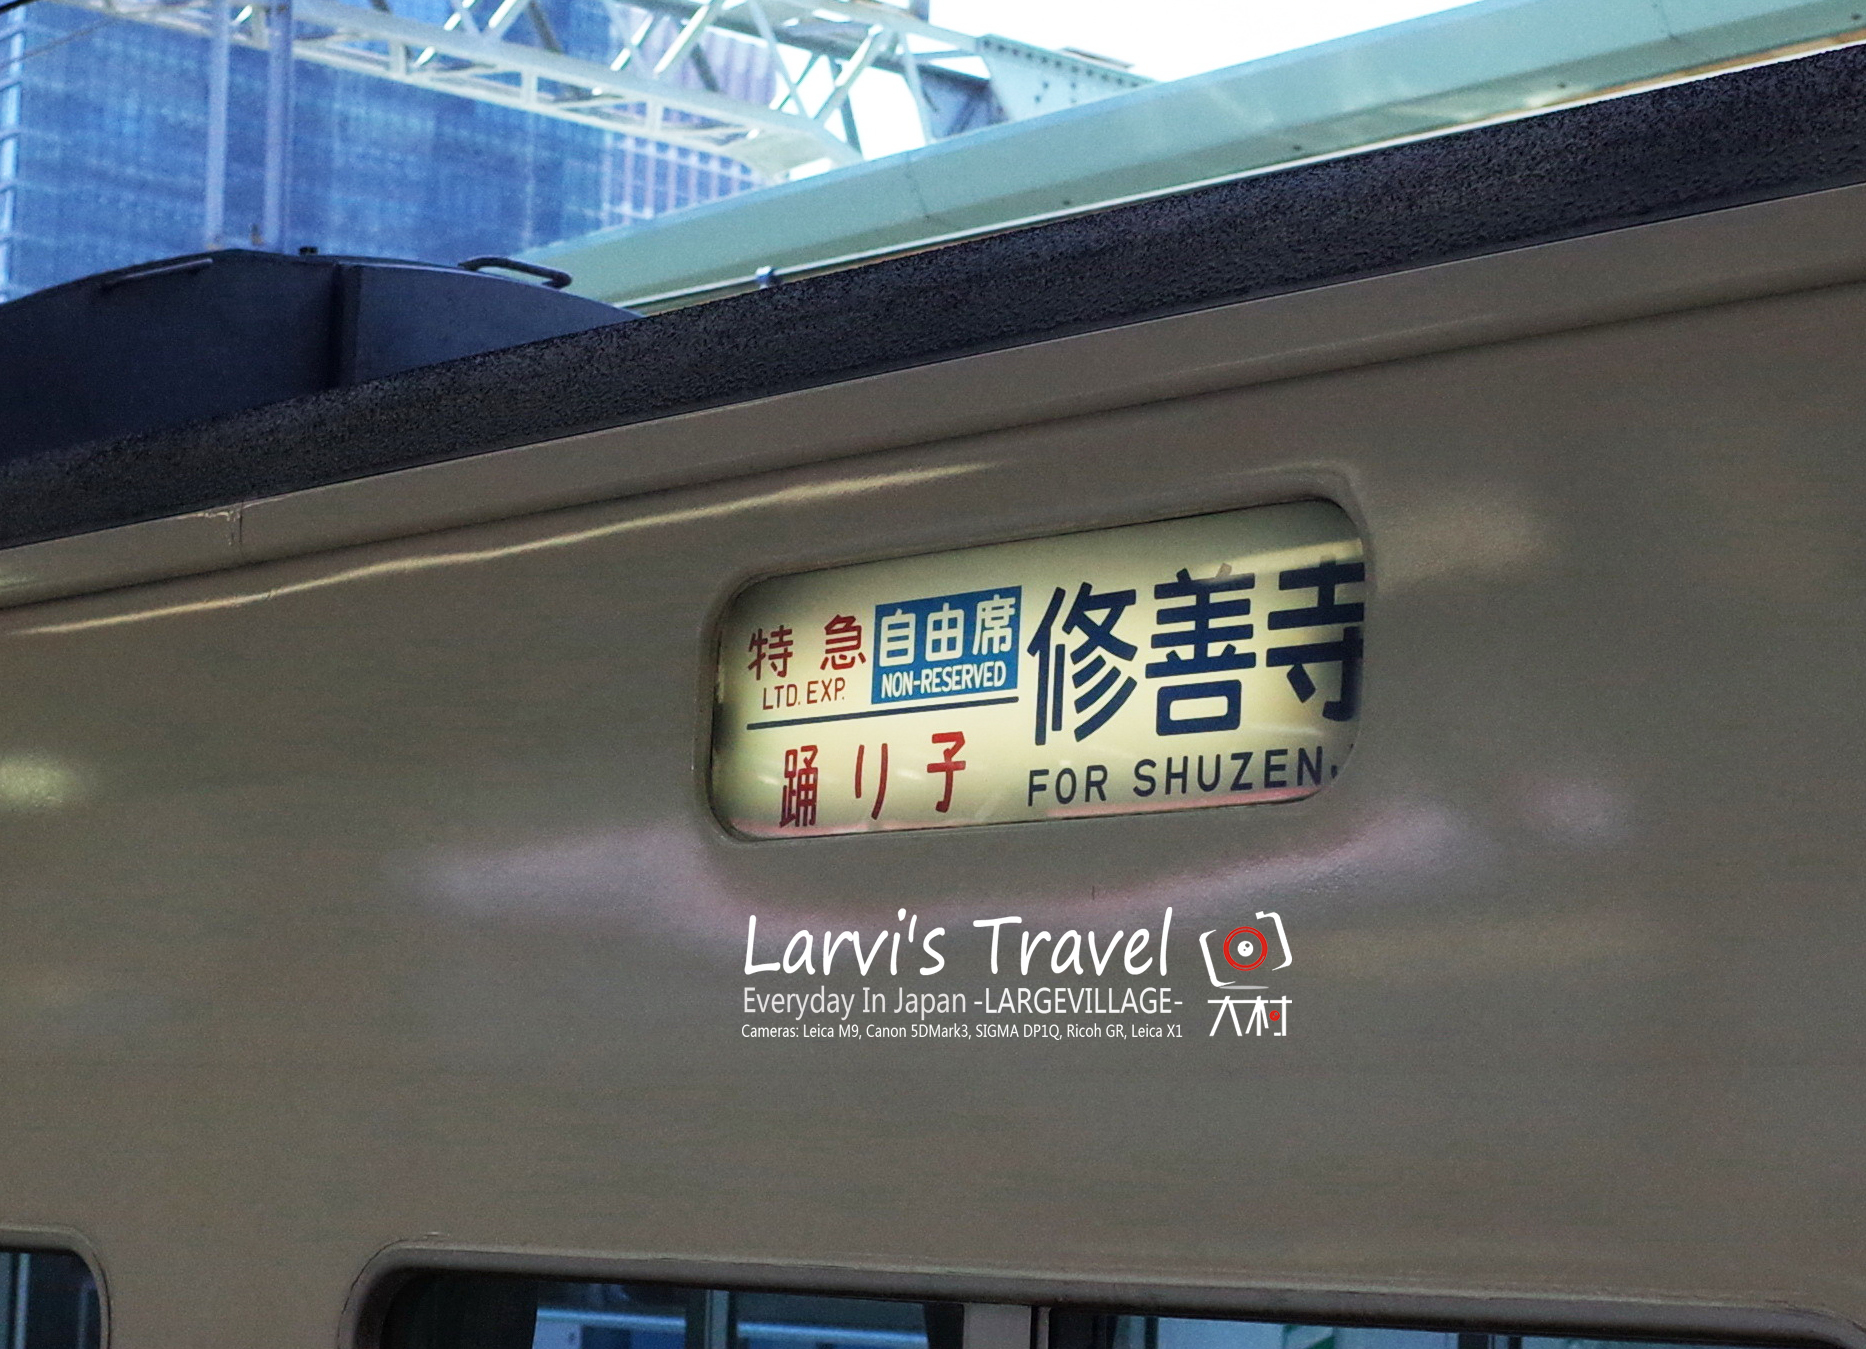 特急 自由席
LTD. EXP. NON-RESERVED
踊り子
修善寺
FOR SHUZEN.
Larvi's Travel
Everyday In Japan -LARGEVILLAGE-
Cameras: Leica M9, Canon 5DMark3, SIGMA DP1Q, Ricoh GR, Leica X1
大村